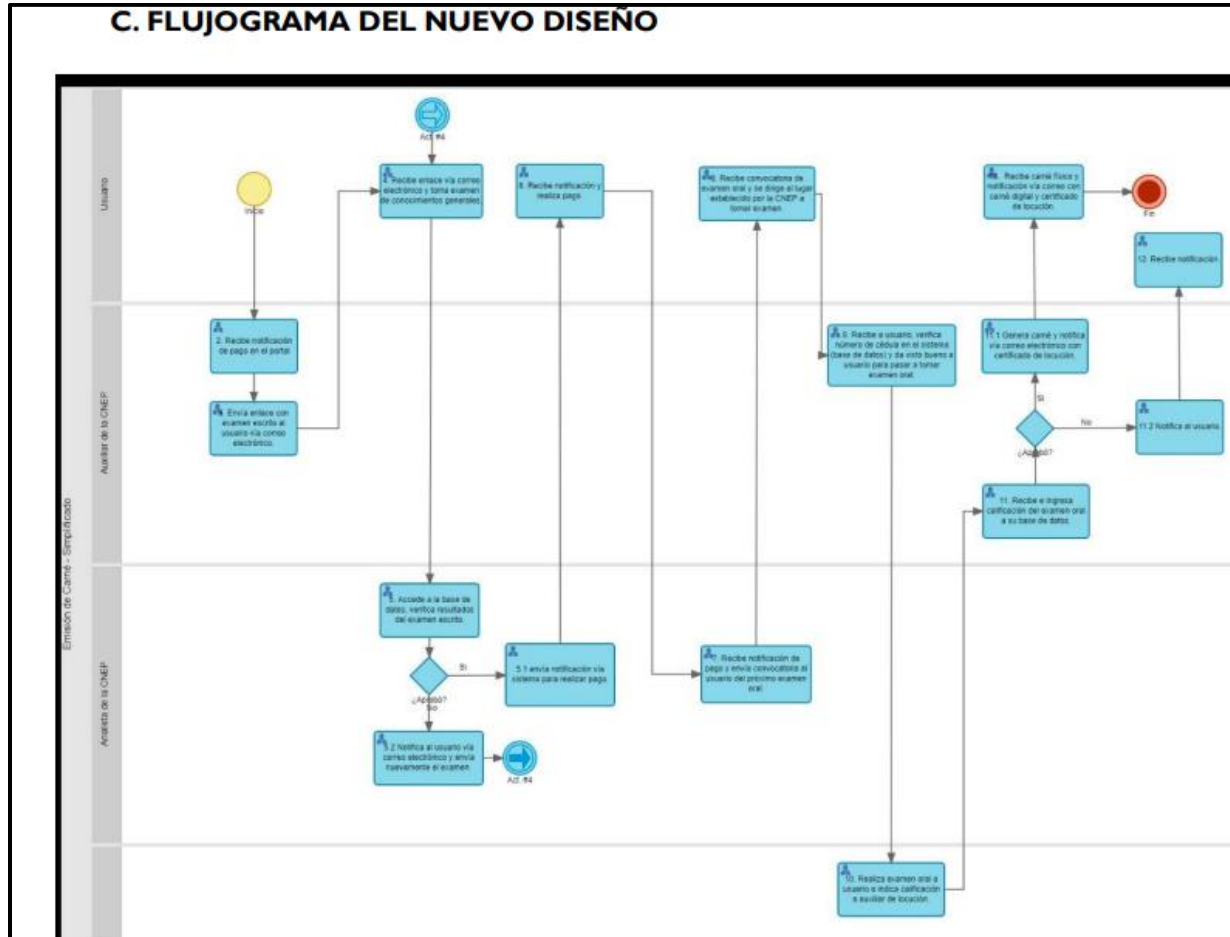 C. FLUJOGRAMA DEL NUEVO DISEÑO
Emisión de Carné - Simplificado
Usuario
Inicio
Act. #4
Recibe enlace vía correo
electrónico y toma examen
de conocimientos generales.
Recibe notificación y
realiza pago
Recibe convocatoria de
examen oral y se dirige al lugar
establecido por la CNEP a
tomar examen.
Recibe carné físico y
notificación vía correo con
carné digital y certificado
de locución.
Fin
12. Recibe notificación.
Auxiliar de la CNEP
2. Recibe notificación
de pago en el portal
Envía enlace con
examen escrito al
usuario vía correo
electrónico.
9. Recibe a usuario, verifica
número de cédula en el sistema
(base de datos) y da visto bueno a
usuario para pasar a tomar
examen oral.
11.1 Genera carné y notifica
vía correo electrónico con
certificado de locución.
Si
No
¿Aprobó?
11.2 Notifica al usuario.
11. Recibe e ingresa
calificación del examen oral
a su base de datos.
Analista de la CNEP
5. Accede a la base de
datos, verifica resultados
del examen escrito.
Si
¿Aprobó?
No
5.1 envía notificación vía
sistema para realizar pago.
5.2 Notifica al usuario vía
correo electrónico y envía
nuevamente el examen.
Act. #4
7. Recibe notificación de
pago y envía convocatoria al
usuario del próximo examen
oral.
10. Realiza examen oral a
usuario e indica calificación
a auxiliar de locución.